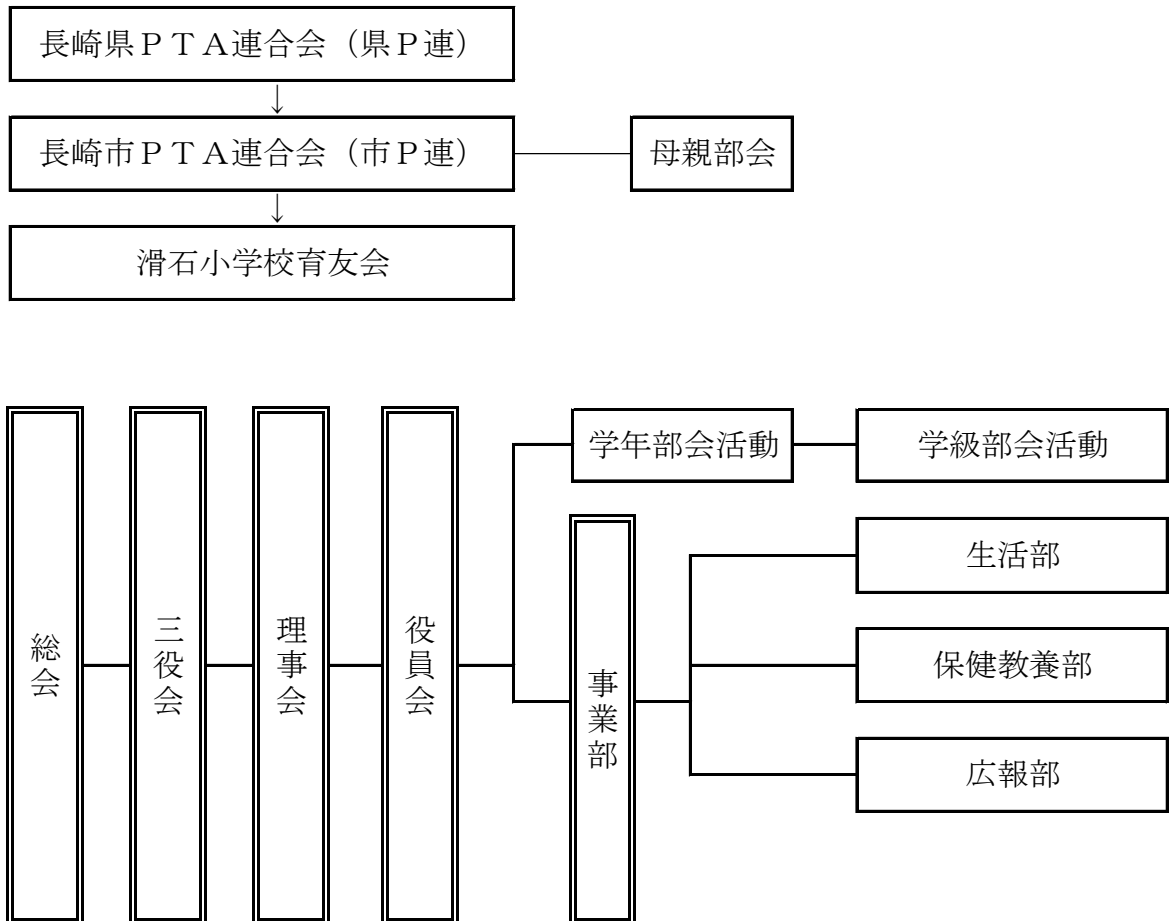 長崎県ＰＴＡ連合会（県Ｐ連）
↓
長崎市ＰＴＡ連合会（市Ｐ連）
母親部会
↓
滑石小学校育友会
総会
三役会
理事会
役員会
学年部会活動
学級部会活動
事業部
生活部
保健教養部
広報部